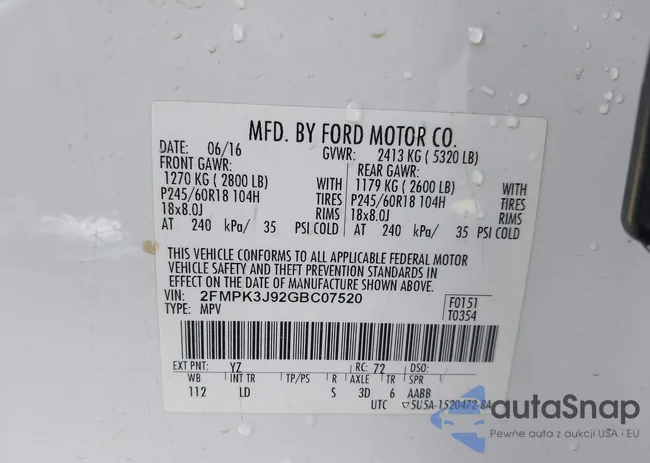 MFD. BY FORD MOTOR CO.
DATE: 06/16 GVWR: 2413 KG ( 5320 LB)
FRONT GAWR: REAR GAWR:
1270 KG ( 2800 LB) WITH 1179 KG ( 2600 LB) WITH
P245/60R18 104H TIRES P245/60R18 104H TIRES
18x8.0J RIMS 18x8.0J RIMS
AT 240 kPa/ 35 PSI COLD AT 240 kPa/ 35 PSI COLD
THIS VEHICLE CONFORMS TO ALL APPLICABLE FEDERAL MOTOR
VEHICLE SAFETY AND THEFT PREVENTION STANDARDS IN
EFFECT ON THE DATE OF MANUFACTURE SHOWN ABOVE.
VIN: 2FMPK3J92GBC07520 F0151
TYPE: MPV T0354
EXT PNT: YZ RC: 72 DSO:
WB INT TR TP/PS R AXLE TR SPR
112 LD S 3D 6 AABB
UTC 5U5A-1520472-BA
autaSnap
Pewne auta z aukcji USA i EU